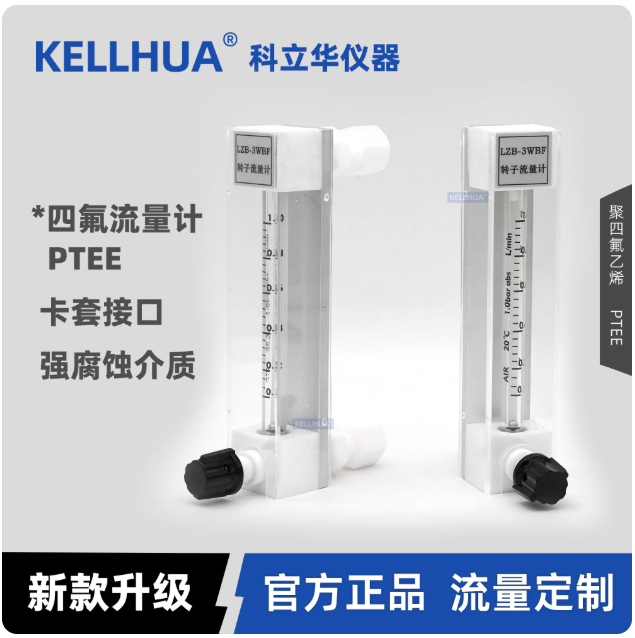 KELLHUA® 科立华仪器
LZB-3WBF
转子流量计
LZB-3WBF
转子流量计
KELLHUA
*四氟流量计
PTEE
卡套接口
强腐蚀介质
1.0
L/min
1.0bar abs
20℃
AIR
KELLHUA
聚四氟乙烯 PTEE
新款升级
官方正品 流量定制